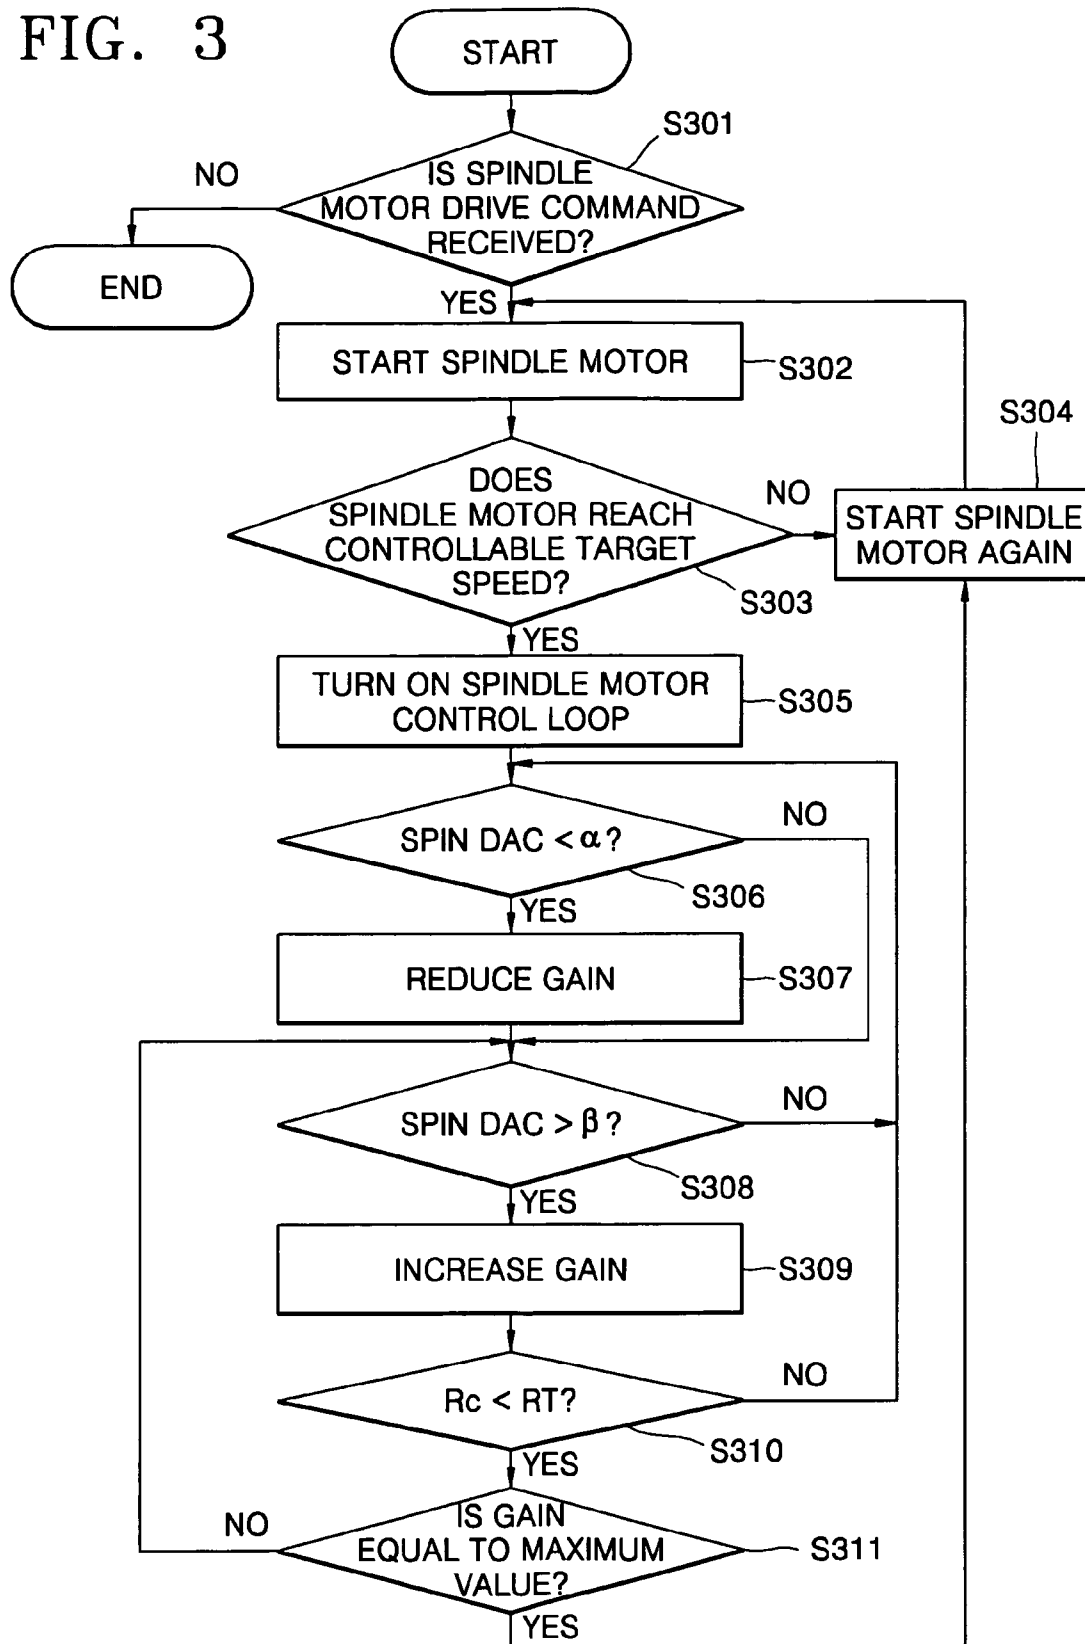 FIG. 3
START
S301
NO
IS SPINDLE
MOTOR DRIVE COMMAND
RECEIVED?
END
YES
START SPINDLE MOTOR
S302
S304
DOES
SPINDLE MOTOR REACH
CONTROLLABLE TARGET
SPEED?
NO
START SPINDLE
MOTOR AGAIN
S303
YES
TURN ON SPINDLE MOTOR
CONTROL LOOP
S305
SPIN DAC < α ?
NO
S306
YES
REDUCE GAIN
S307
SPIN DAC > β ?
NO
S308
YES
INCREASE GAIN
S309
Rc < RT?
NO
S310
YES
NO
IS GAIN
EQUAL TO MAXIMUM
VALUE?
S311
YES